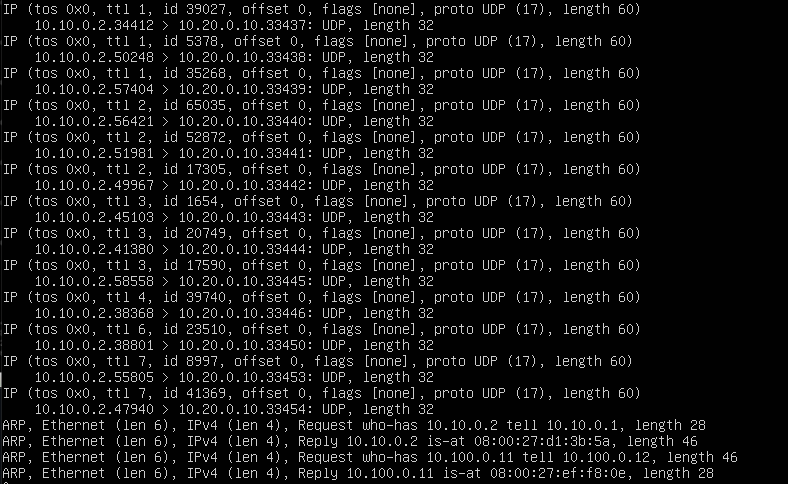 IP (tos 0x0, ttl 1, id 39027, offset 0, flags [none], proto UDP (17), length 60)
10.10.0.2.34412 > 10.20.0.10.33437: UDP, length 32
IP (tos 0x0, ttl 1, id 5378, offset 0, flags [none], proto UDP (17), length 60)
10.10.0.2.50248 > 10.20.0.10.33438: UDP, length 32
IP (tos 0x0, ttl 1, id 35268, offset 0, flags [none], proto UDP (17), length 60)
10.10.0.2.57404 > 10.20.0.10.33439: UDP, length 32
IP (tos 0x0, ttl 2, id 65035, offset 0, flags [none], proto UDP (17), length 60)
10.10.0.2.56421 > 10.20.0.10.33440: UDP, length 32
IP (tos 0x0, ttl 2, id 52872, offset 0, flags [none], proto UDP (17), length 60)
10.10.0.2.51981 > 10.20.0.10.33441: UDP, length 32
IP (tos 0x0, ttl 2, id 17305, offset 0, flags [none], proto UDP (17), length 60)
10.10.0.2.49967 > 10.20.0.10.33442: UDP, length 32
IP (tos 0x0, ttl 3, id 1654, offset 0, flags [none], proto UDP (17), length 60)
10.10.0.2.45103 > 10.20.0.10.33443: UDP, length 32
IP (tos 0x0, ttl 3, id 20749, offset 0, flags [none], proto UDP (17), length 60)
10.10.0.2.41380 > 10.20.0.10.33444: UDP, length 32
IP (tos 0x0, ttl 3, id 17590, offset 0, flags [none], proto UDP (17), length 60)
10.10.0.2.58558 > 10.20.0.10.33445: UDP, length 32
IP (tos 0x0, ttl 4, id 39740, offset 0, flags [none], proto UDP (17), length 60)
10.10.0.2.38368 > 10.20.0.10.33446: UDP, length 32
IP (tos 0x0, ttl 6, id 23510, offset 0, flags [none], proto UDP (17), length 60)
10.10.0.2.38801 > 10.20.0.10.33450: UDP, length 32
IP (tos 0x0, ttl 7, id 8997, offset 0, flags [none], proto UDP (17), length 60)
10.10.0.2.55805 > 10.20.0.10.33453: UDP, length 32
IP (tos 0x0, ttl 7, id 41369, offset 0, flags [none], proto UDP (17), length 60)
10.10.0.2.47940 > 10.20.0.10.33454: UDP, length 32
ARP, Ethernet (len 6), IPv4 (len 4), Request who-has 10.10.0.2 tell 10.10.0.1, length 28
ARP, Ethernet (len 6), IPv4 (len 4), Reply 10.10.0.2 is-at 08:00:27:d1:3b:5a, length 46
ARP, Ethernet (len 6), IPv4 (len 4), Request who-has 10.100.0.11 tell 10.100.0.12, length 46
ARP, Ethernet (len 6), IPv4 (len 4), Reply 10.100.0.11 is-at 08:00:27:ef:f8:0e, length 28